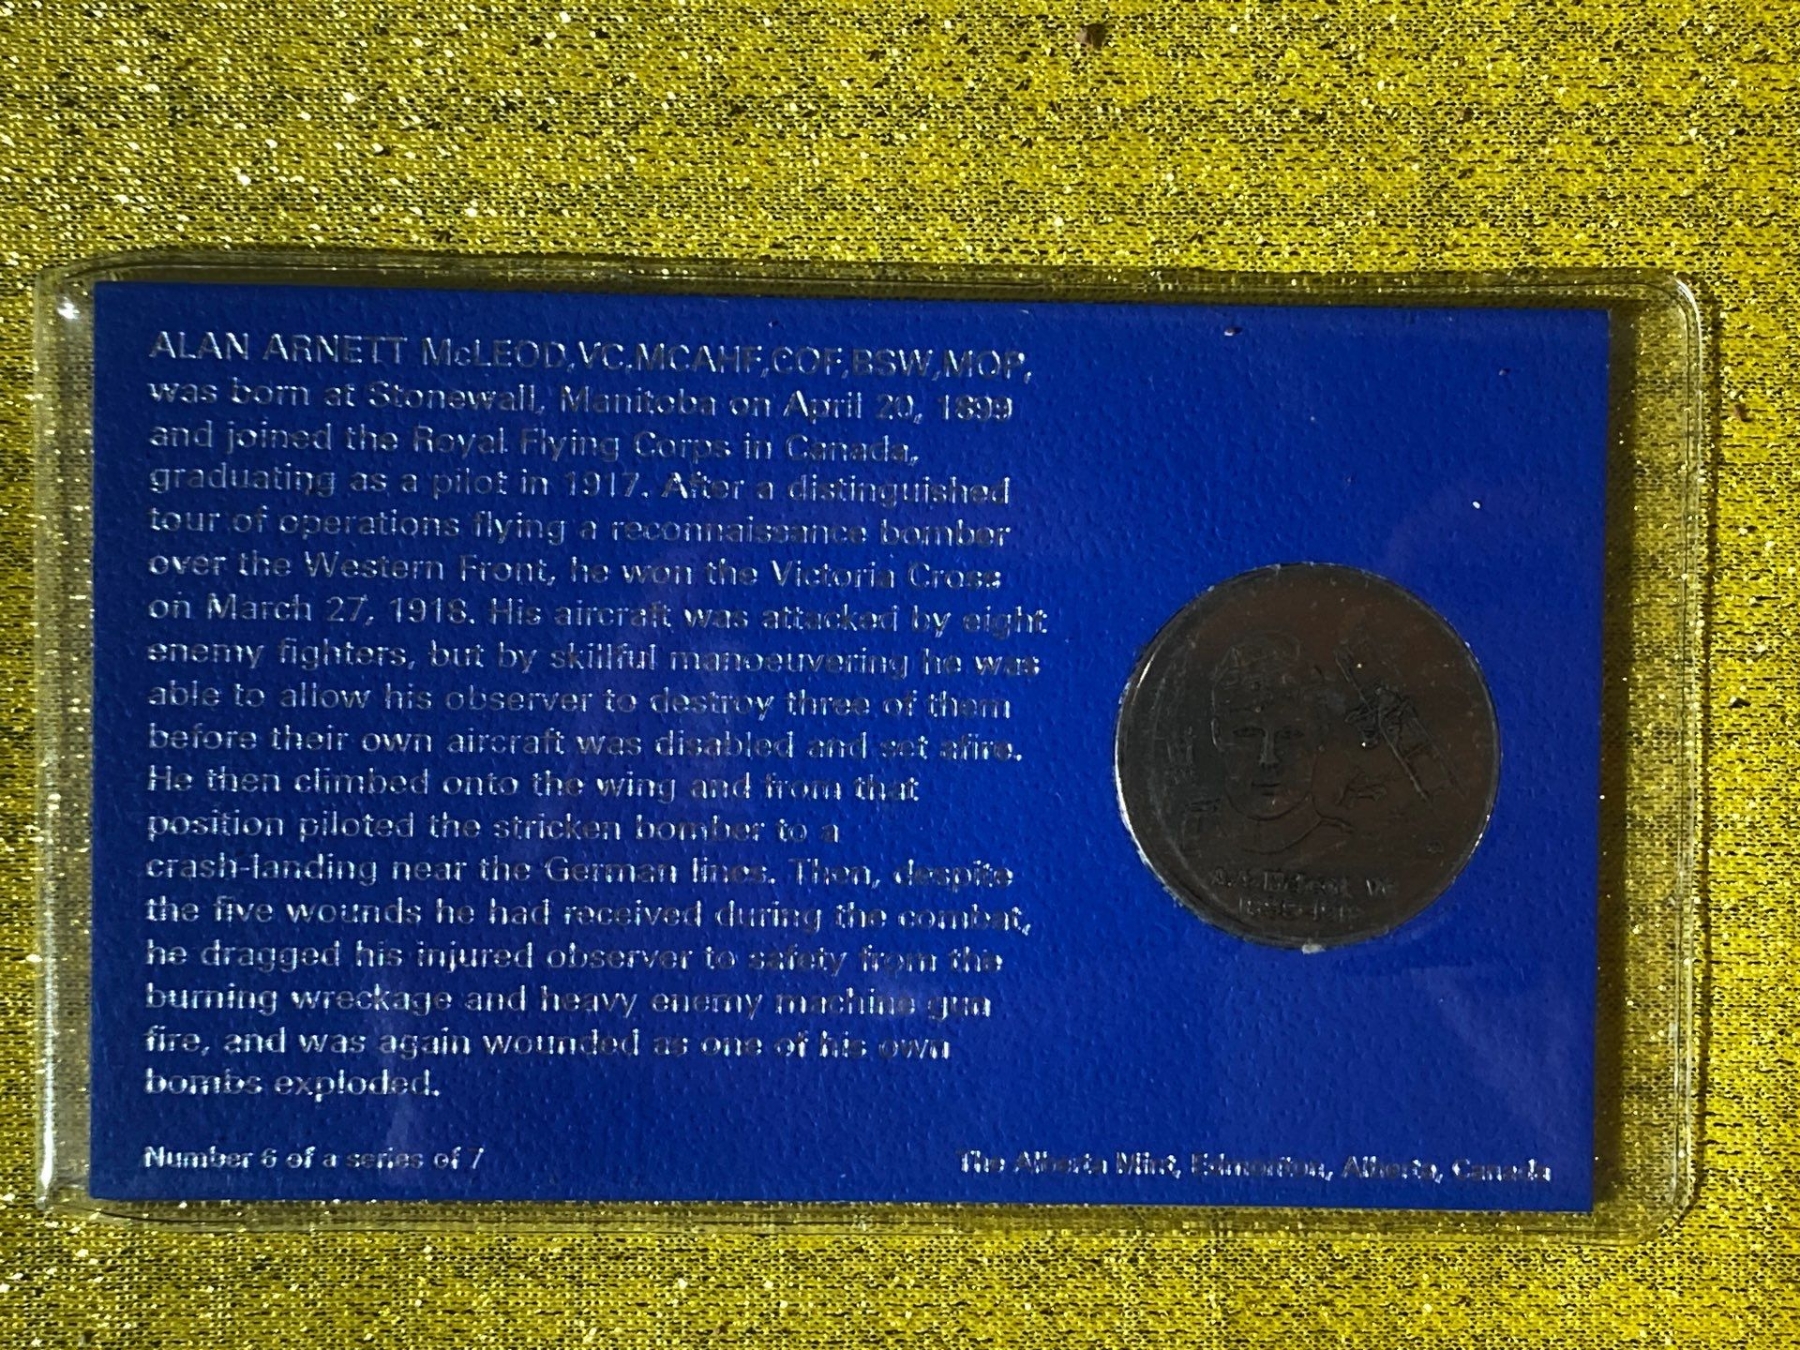 ALAN ARNETT McLEOD,VC,MCAHF,COF,BSW,MOP,
was born at Stonewall, Manitoba on April 20, 1899
and joined the Royal Flying Corps in Canada,
graduating as a pilot in 1917. After a distinguished
tour of operations flying a reconnaissance bomber
over the Western Front, he won the Victoria Cross
on March 27, 1918. His aircraft was attacked by eight
enemy fighters, but by skillful manoeuvering he was
able to allow his observer to destroy three of them
before their own aircraft was disabled and set afire.
He then climbed onto the wing and from that
position piloted the stricken bomber to a
crash-landing near the German lines. Then, despite
the five wounds he had received during the combat,
he dragged his injured observer to safety from the
burning wreckage and heavy enemy machine gun
fire, and was again wounded as one of his own
bombs exploded.
Number 6 of a series of 7
The Alberta Mint, Edmonton, Alberta, Canada